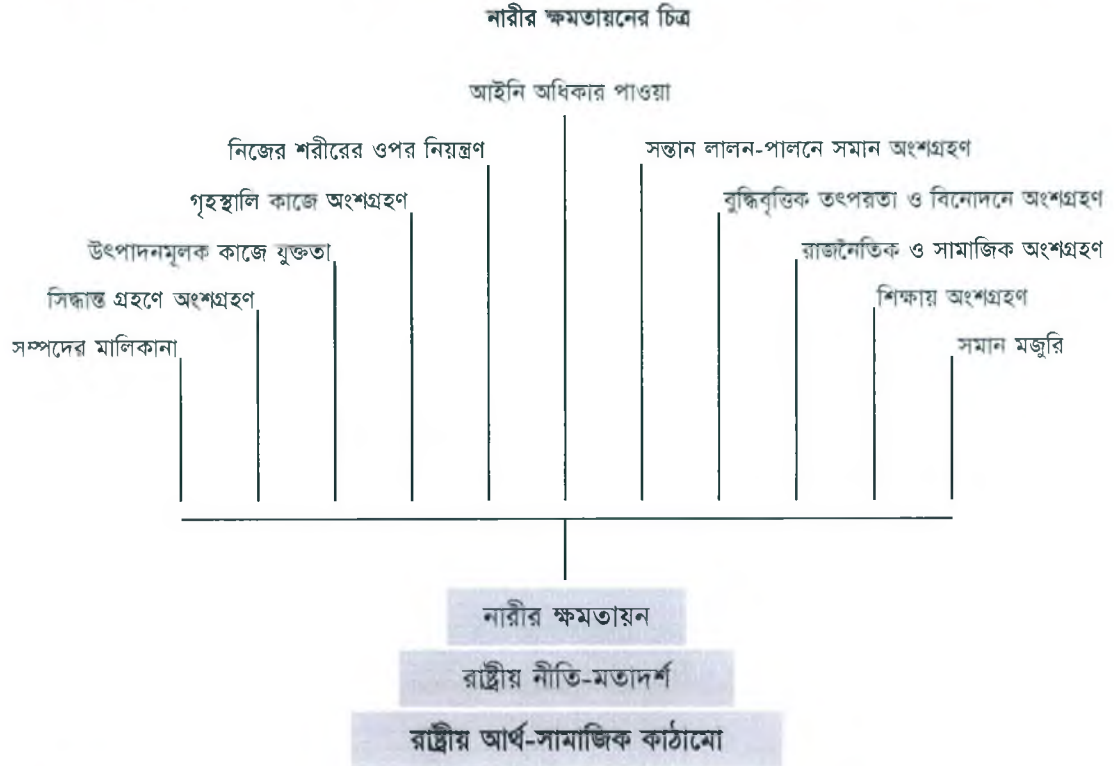 নারীর ক্ষমতায়নের চিত্র
আইনি অধিকার পাওয়া
নিজের শরীরের ওপর নিয়ন্ত্রণ
সন্তান লালন-পালনে সমান অংশগ্রহণ
গৃহস্থালি কাজে অংশগ্রহণ
বুদ্ধিবৃত্তিক তৎপরতা ও বিনোদনে অংশগ্রহণ
উৎপাদনমূলক কাজে যুক্ততা
রাজনৈতিক ও সামাজিক অংশগ্রহণ
সিদ্ধান্ত গ্রহণে অংশগ্রহণ
শিক্ষায় অংশগ্রহণ
সম্পদের মালিকানা
সমান মজুরি
নারীর ক্ষমতায়ন
রাষ্ট্রীয় নীতি-মতাদর্শ
রাষ্ট্রীয় আর্থ-সামাজিক কাঠামো